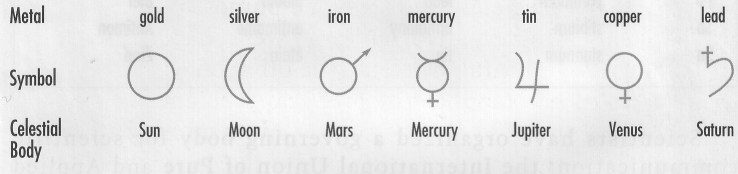 Metal gold silver iron mercury tin copper lead
Symbol
Celestial Body Sun Moon Mars Mercury Jupiter Venus Saturn